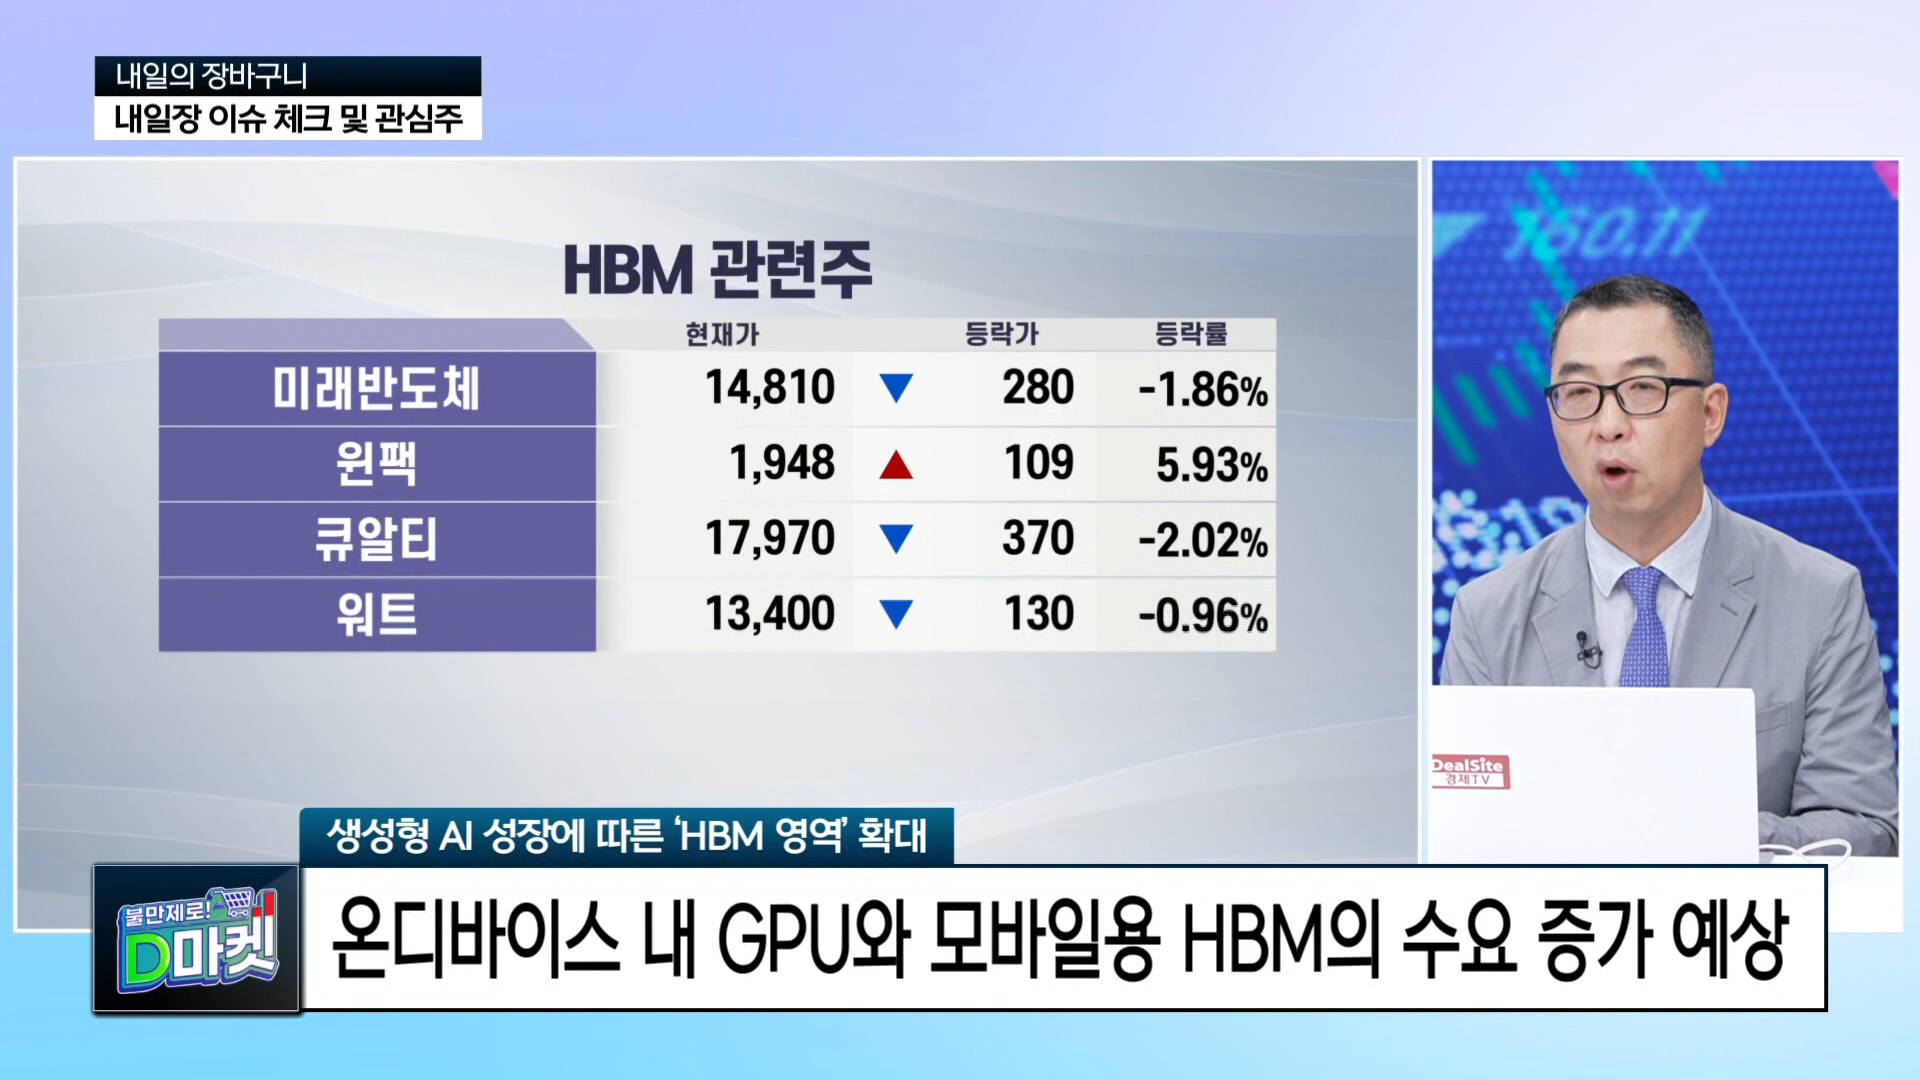 내일의 장바구니
내일장 이슈 체크 및 관심주
HBM 관련주
현재가 등락가 등락률
미래반도체 14,810 ▼ 280 -1.86%
윈팩 1,948 ▲ 109 5.93%
큐알티 17,970 ▼ 370 -2.02%
워트 13,400 ▼ 130 -0.96%
160.11
DealSite
경제TV
생성형 AI 성장에 따른 ‘HBM 영역’ 확대
불만제로!
D마켓
온디바이스 내 GPU와 모바일용 HBM의 수요 증가 예상